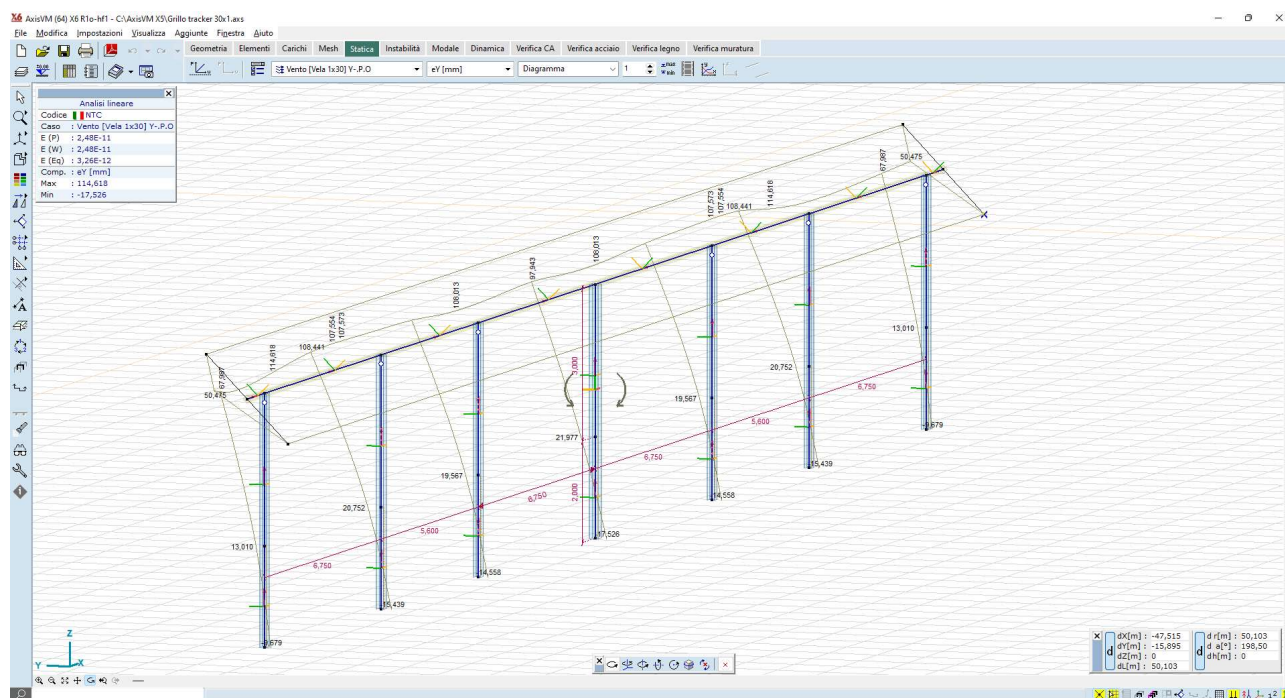 X6 AxisVM (64) X6 R1o-hf1 - C:\AxisVM X5\Grillo tracker 30x1.axs
File Modifica Impostazioni Visualizza Aggiunte Finestra Aiuto
Geometria Elementi Carichi Mesh Statica Instabilità Modale Dinamica Verifica CA Verifica acciaio Verifica legno Verifica muratura
Vento [Vela 1x30] Y-.P.O eY [mm] Diagramma 1
Analisi lineare
Codice NTC
Caso : Vento [Vela 1x30] Y-.P.O
E (P) : 2,48E-11
E (W) : 2,48E-11
E (Eq) : 3,26E-12
Comp. : eY [mm]
Max : 114,618
Min : -17,526
50,475
67,987
114,618
108,441
107,554
107,573
106,013
97,943
108,013
107,573
107,554
108,441
114,618
67,987
50,475
3,000
2,000
13,010
20,752
19,567
21,977
19,567
20,752
13,010
6,750
5,600
6,750
6,750
5,600
6,750
-9,679
-15,439
-14,558
-17,526
-14,558
-15,439
-9,679
Z
Y
X
dX[m] : -47,515
dY[m] : -15,895
dZ[m] : 0
dL[m] : 50,103
d r[m] : 50,103
d a[°] : 198,50
dh[m] : 0